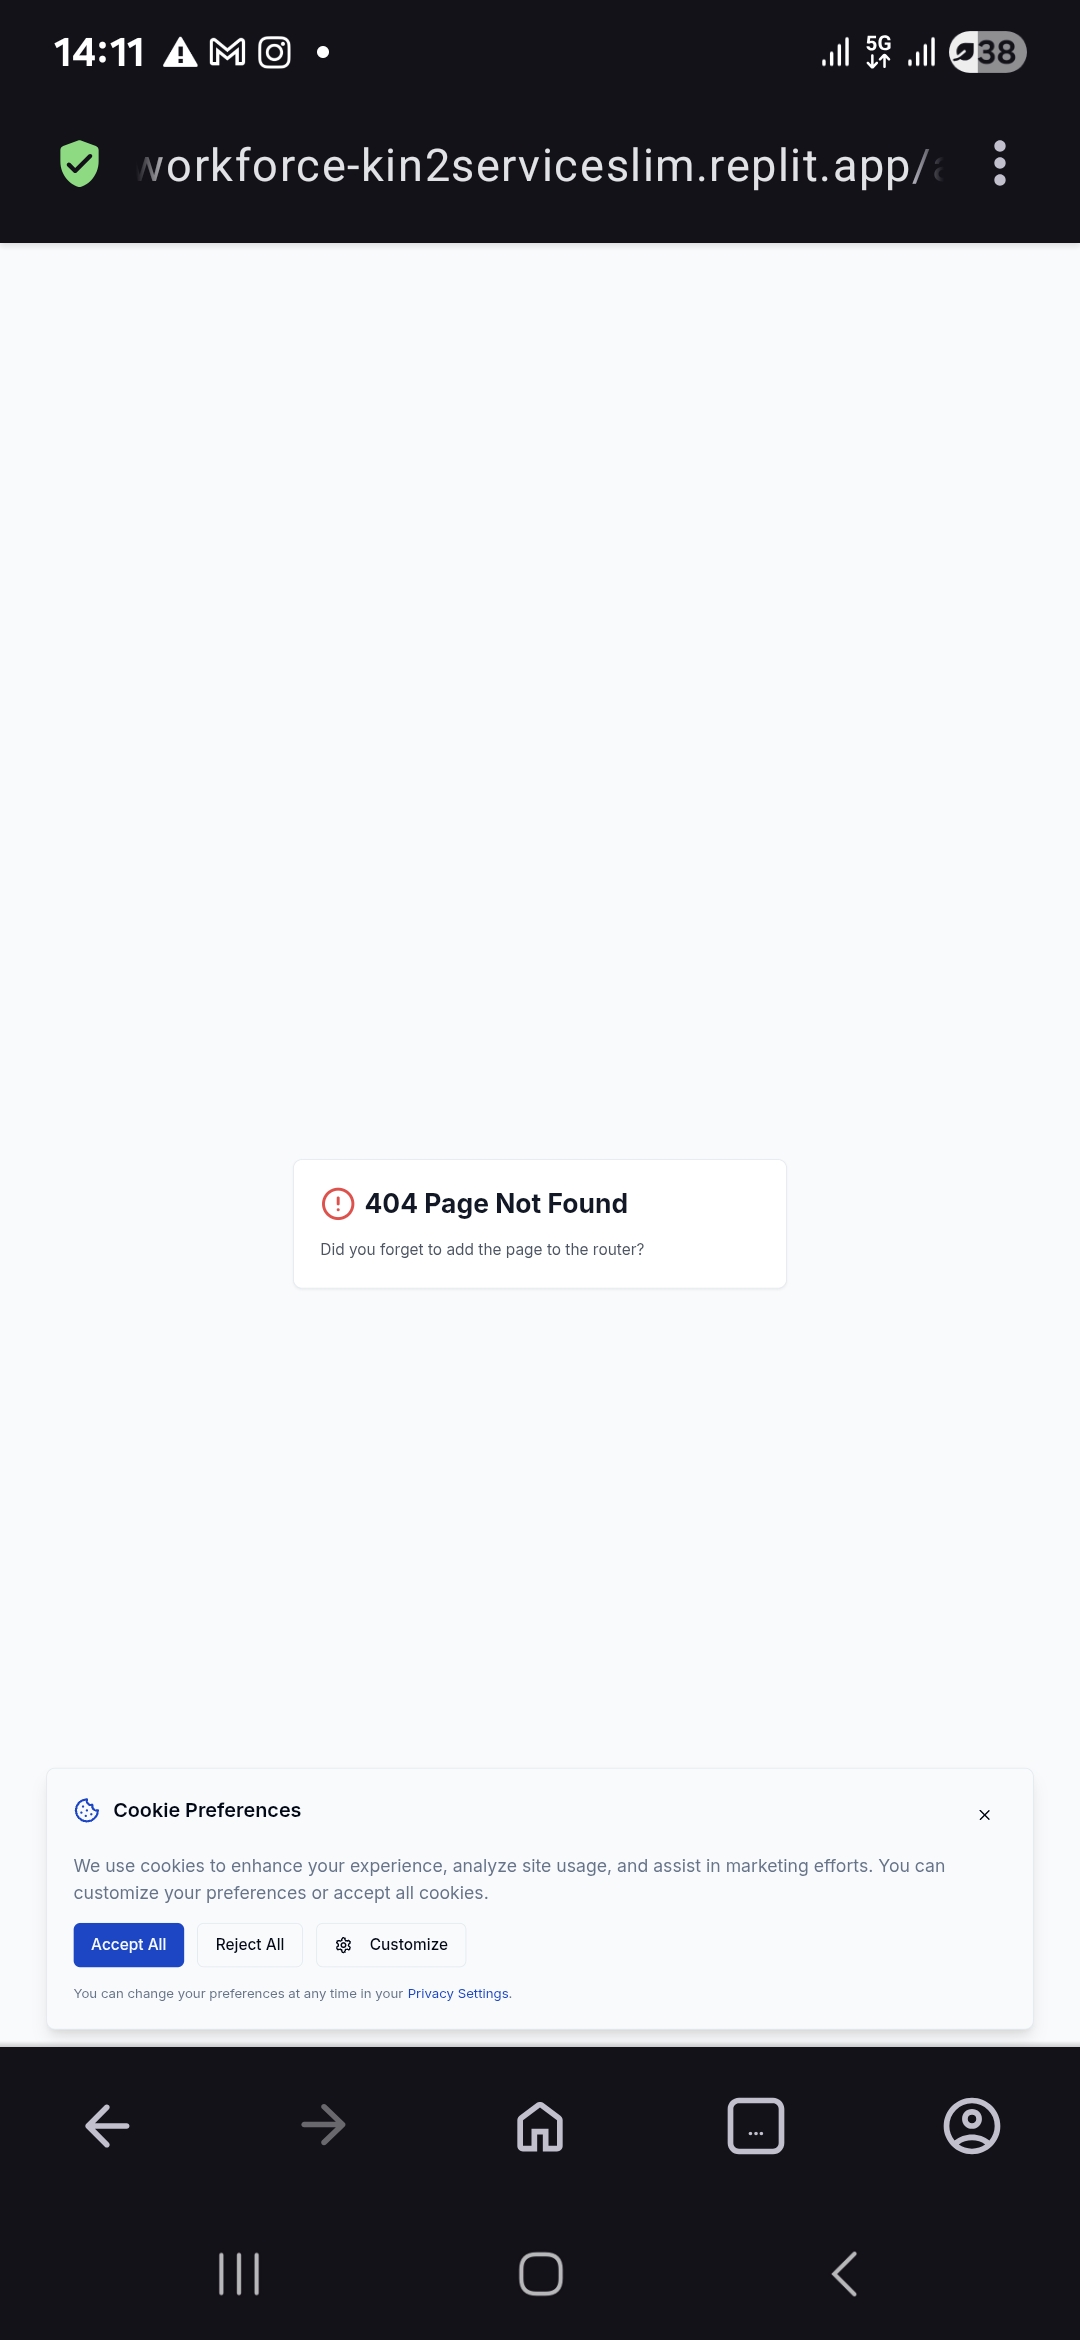 14:11
5G
38
workforce-kin2serviceslim.replit.app/
404 Page Not Found
Did you forget to add the page to the router?
Cookie Preferences
We use cookies to enhance your experience, analyze site usage, and assist in marketing efforts. You can
customize your preferences or accept all cookies.
Accept All
Reject All
Customize
You can change your preferences at any time in your Privacy Settings.
...